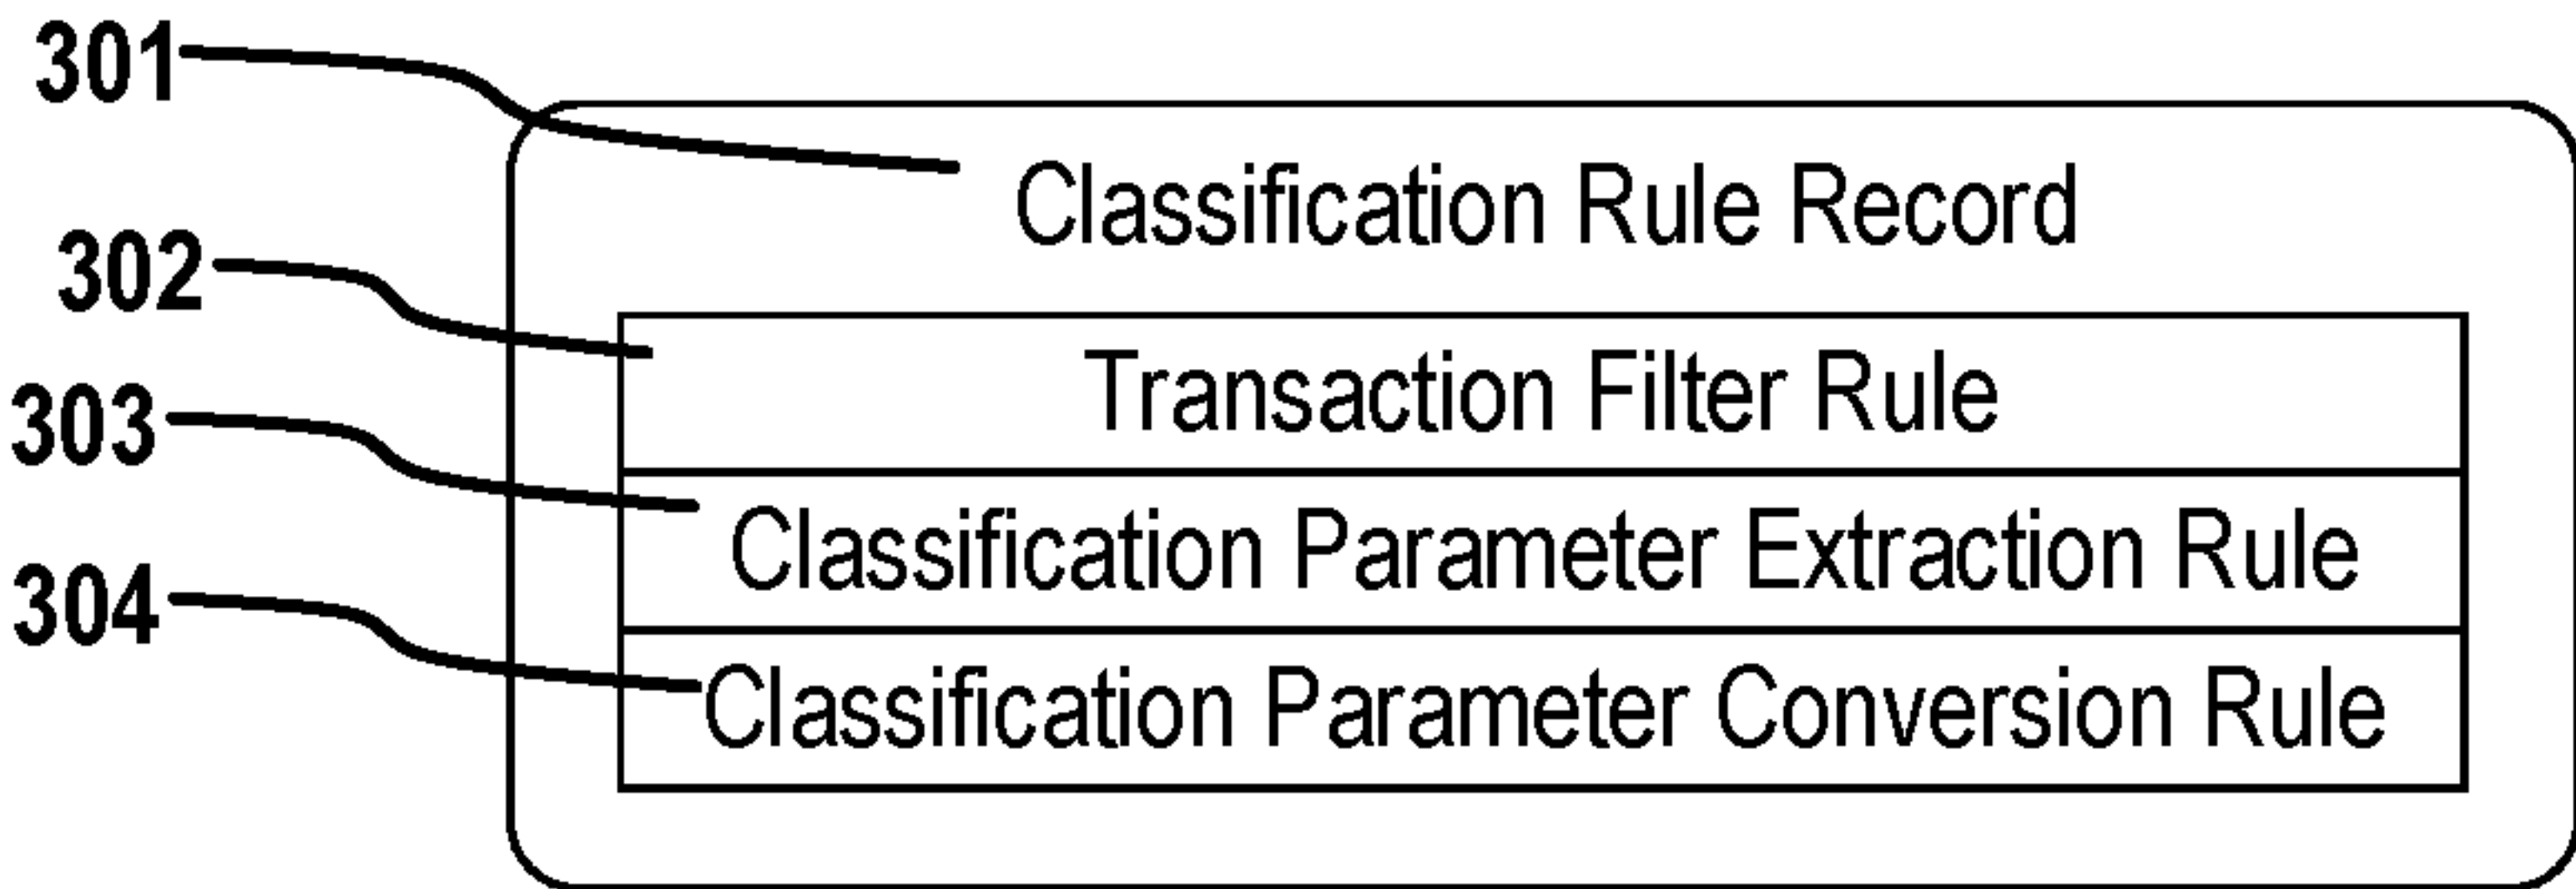 301
Classification Rule Record
302
Transaction Filter Rule
303
Classification Parameter Extraction Rule
304
Classification Parameter Conversion Rule